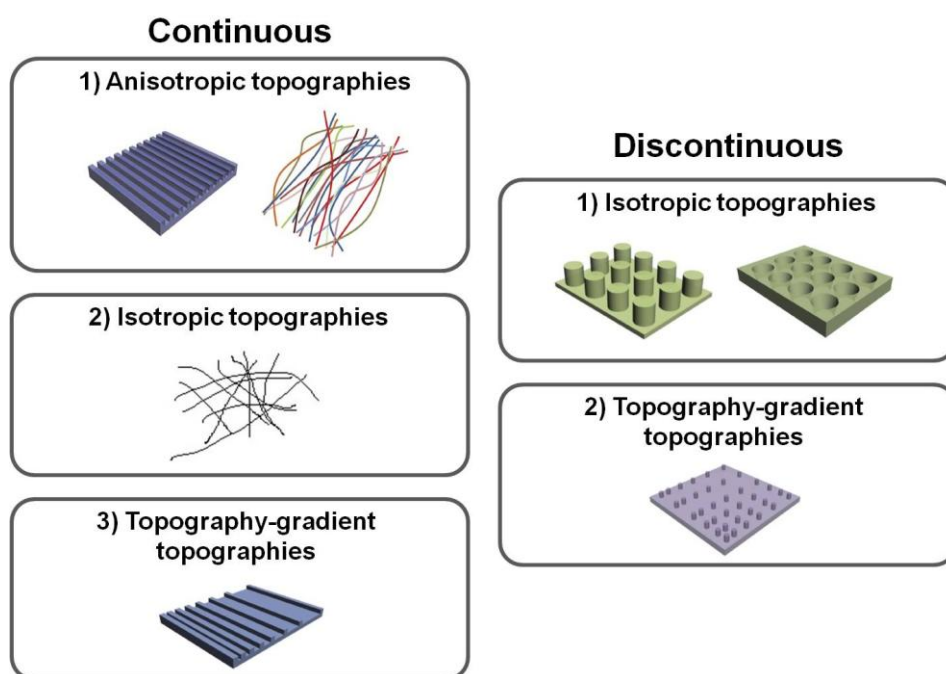 Continuous
1) Anisotropic topographies
2) Isotropic topographies
3) Topography-gradient
topographies
Discontinuous
1) Isotropic topographies
2) Topography-gradient
topographies